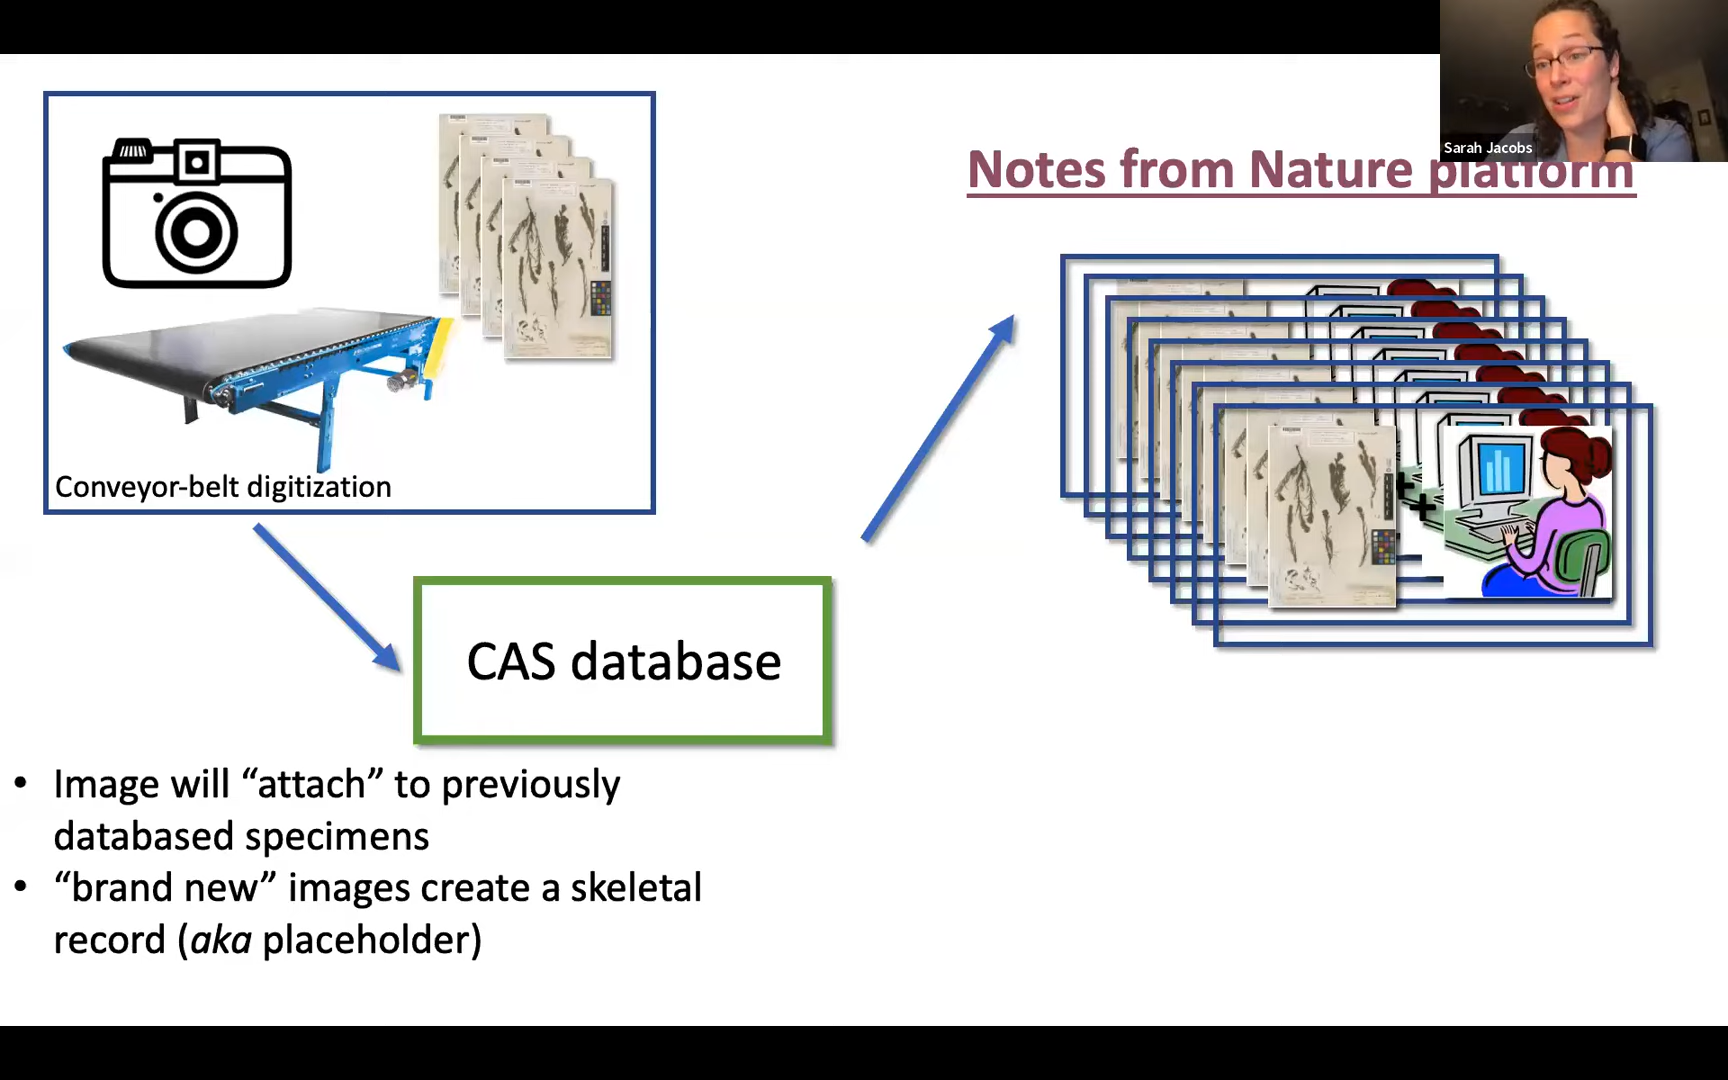 Sarah Jacobs
Notes from Nature platform
Conveyor-belt digitization
CAS database
• Image will “attach” to previously
databased specimens
• “brand new” images create a skeletal
record (aka placeholder)